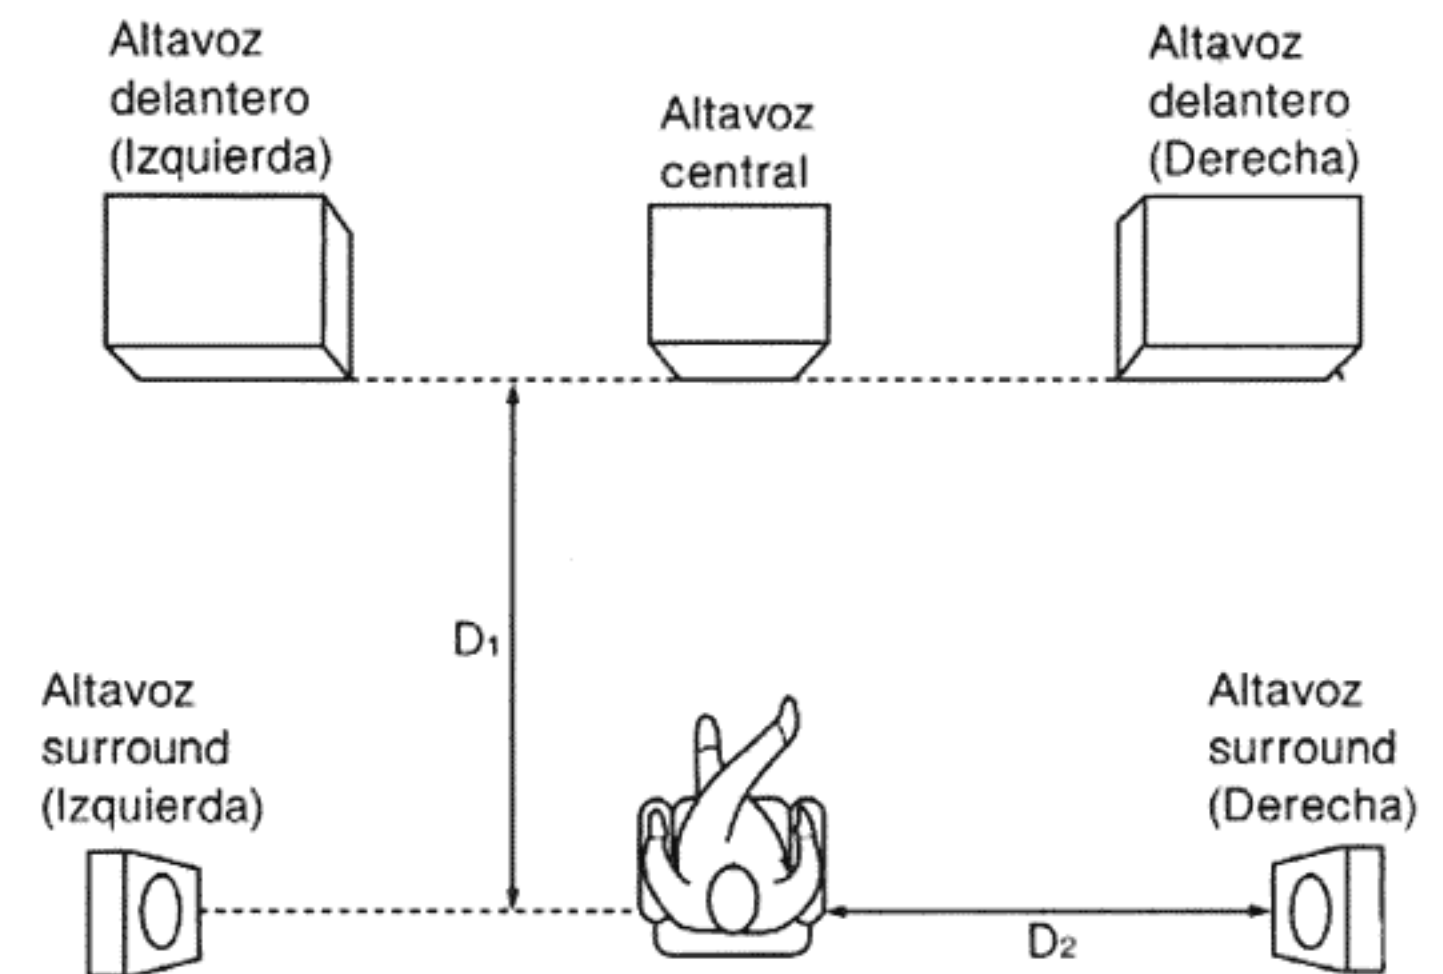 Altavoz
delantero
(Izquierda)
Altavoz
central
Altavoz
delantero
(Derecha)
D1
Altavoz
surround
(Izquierda)
Altavoz
surround
(Derecha)
D2